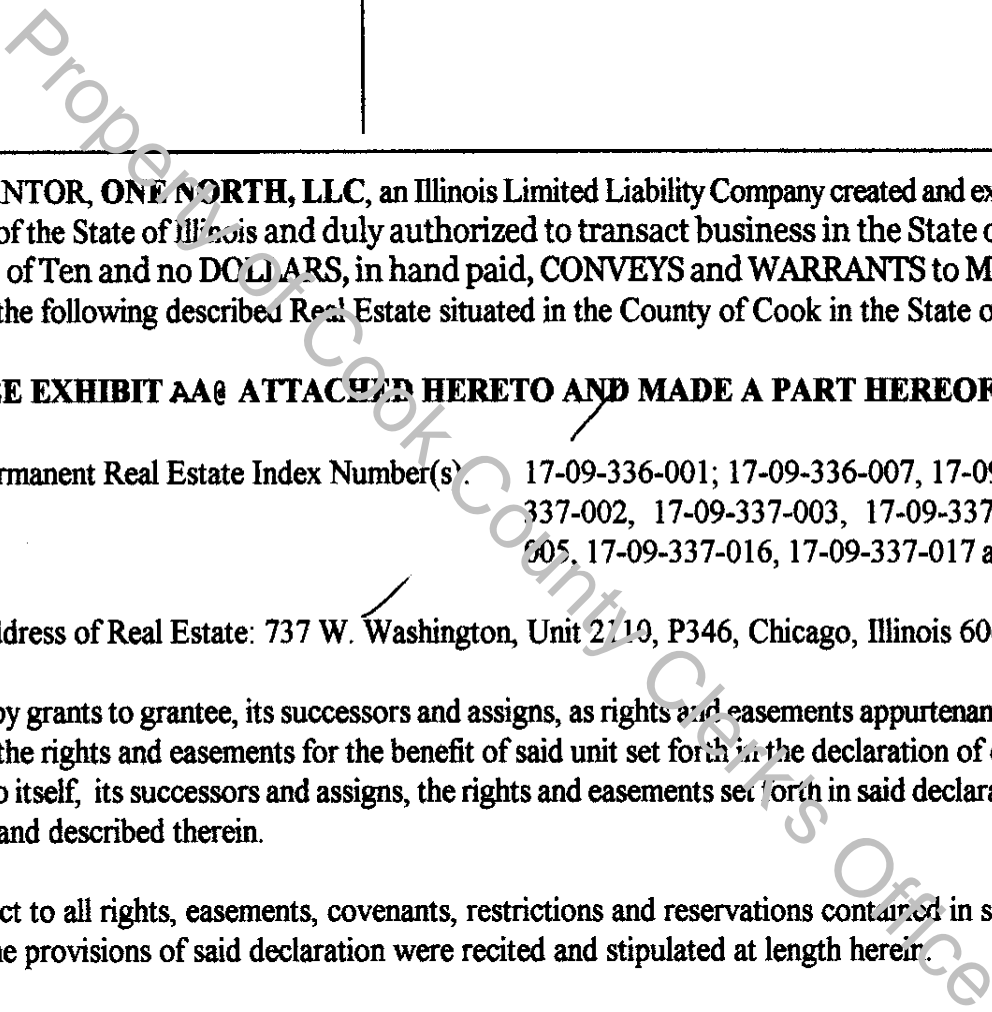 NTOR, ONE NORTH, LLC, an Illinois Limited Liability Company created and ex
of the State of Illinois and duly authorized to transact business in the State o
of Ten and no DOLLARS, in hand paid, CONVEYS and WARRANTS to M
the following described Real Estate situated in the County of Cook in the State o
EE EXHIBIT AA@ ATTACHED HERETO AND MADE A PART HEREOF
rmanent Real Estate Index Number(s): 17-09-336-001; 17-09-336-007, 17-09
337-002, 17-09-337-003, 17-09-337
005, 17-09-337-016, 17-09-337-017 a
ddress of Real Estate: 737 W. Washington, Unit 2110, P346, Chicago, Illinois 60
by grants to grantee, its successors and assigns, as rights and easements appurtenan
the rights and easements for the benefit of said unit set forth in the declaration of
o itself, its successors and assigns, the rights and easements set forth in said declara
and described therein.
ct to all rights, easements, covenants, restrictions and reservations contained in s
he provisions of said declaration were recited and stipulated at length herein.
Property of Cook County Clerk's Office